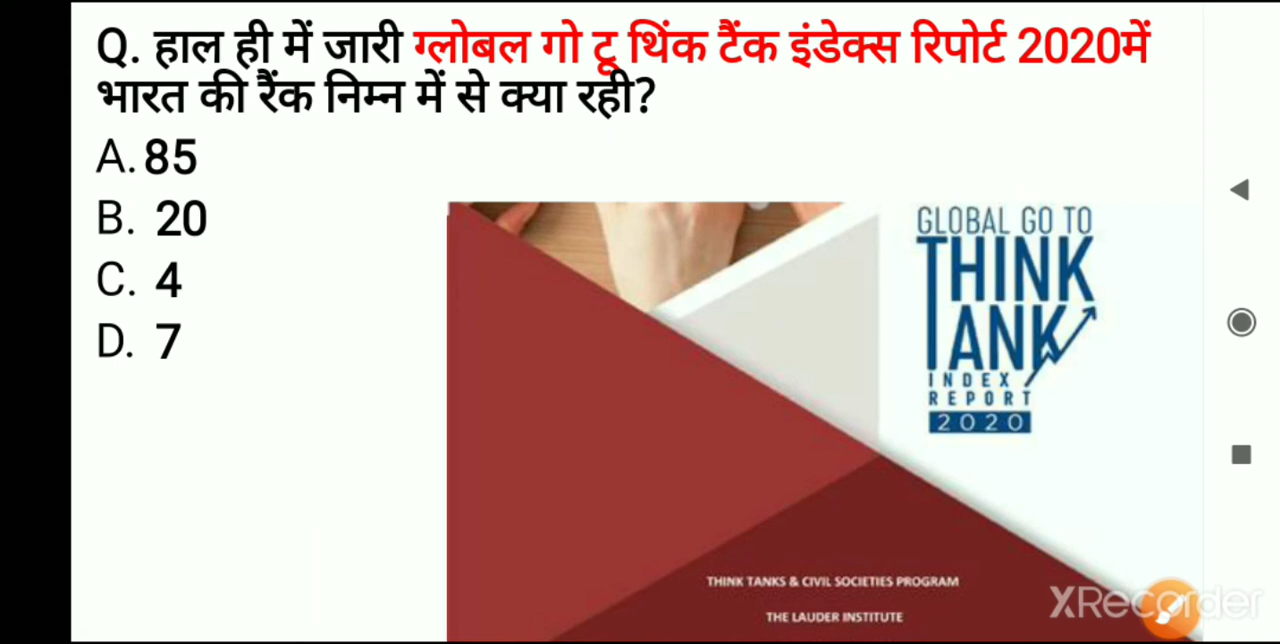 Q. हाल ही में जारी ग्लोबल गो टू थिंक टैंक इंडेक्स रिपोर्ट 2020में
भारत की रैंक निम्न में से क्या रही?
A. 85
B. 20
C. 4
D. 7
GLOBAL GO TO
THINK
TANK
INDEX
REPORT
2020
THINK TANKS & CIVIL SOCIETIES PROGRAM
THE LAUDER INSTITUTE
XRecorder